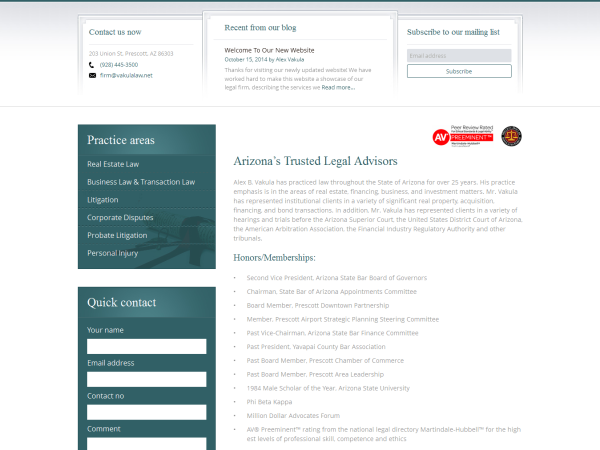 Contact us now
203 Union St, Prescott, AZ 86303
(928) 445-3500
firm@vakulalaw.net
Recent from our blog
Welcome To Our New Website
October 15, 2014 by Alex Vakula
Thanks for visiting our newly updated website! We have
worked hard to make this website a showcase of our
legal firm, describing the services we Read more...
Subscribe to our mailing list
Email address
Subscribe
Practice areas
Real Estate Law
Business Law & Transaction Law
Litigation
Corporate Disputes
Probate Litigation
Personal Injury
Quick contact
Your name
Email address
Contact no
Comment
AV
Peer Review Rated
PREEMINENT™
Arizona's Trusted Legal Advisors
Alex B. Vakula has practiced law throughout the State of Arizona for over 25 years. His practice
emphasis is in the areas of real estate, financing, business, and investment matters. Mr. Vakula
has represented institutional clients in a variety of significant real property, acquisition,
financing, and bond transactions. In addition, Mr. Vakula has represented clients in a variety of
hearings and trials before the Arizona Superior Court, the United States District Court of Arizona,
the American Arbitration Association, the Financial Industry Regulatory Authority and other
tribunals.
Honors/Memberships:
• Second Vice President, Arizona State Bar Board of Governors
• Chairman, State Bar of Arizona Appointments Committee
• Board Member, Prescott Downtown Partnership
• Member, Prescott Airport Strategic Planning Steering Committee
• Past Vice-Chairman, Arizona State Bar Finance Committee
• Past President, Yavapai County Bar Association
• Past Board Member, Prescott Chamber of Commerce
• Past Board Member, Prescott Area Leadership
• 1984 Male Scholar of the Year, Arizona State University
• Phi Beta Kappa
• Million Dollar Advocates Forum
• AV® Preeminent™ rating from the national legal directory Martindale-Hubbell™ for the high
est levels of professional skill, competence and ethics